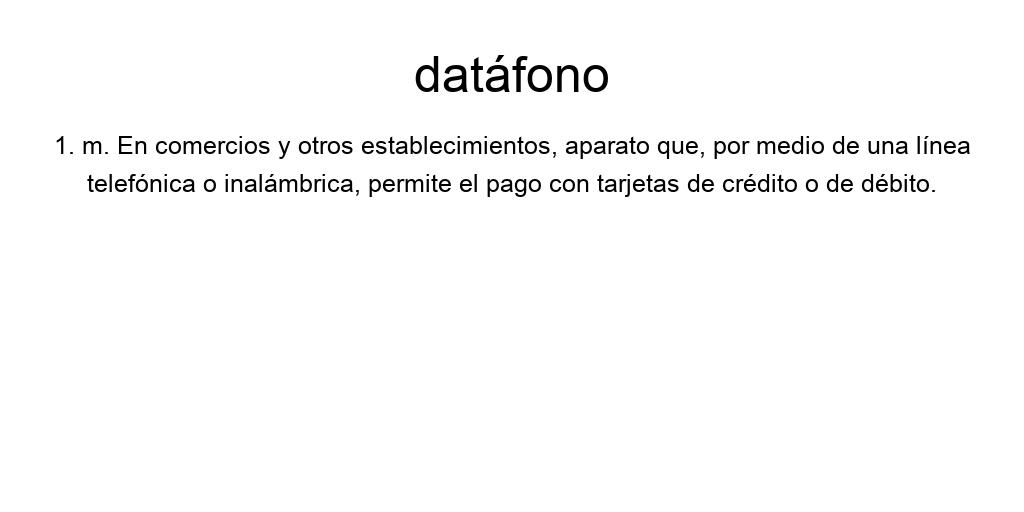 datáfono
1. m. En comercios y otros establecimientos, aparato que, por medio de una línea
telefónica o inalámbrica, permite el pago con tarjetas de crédito o de débito.